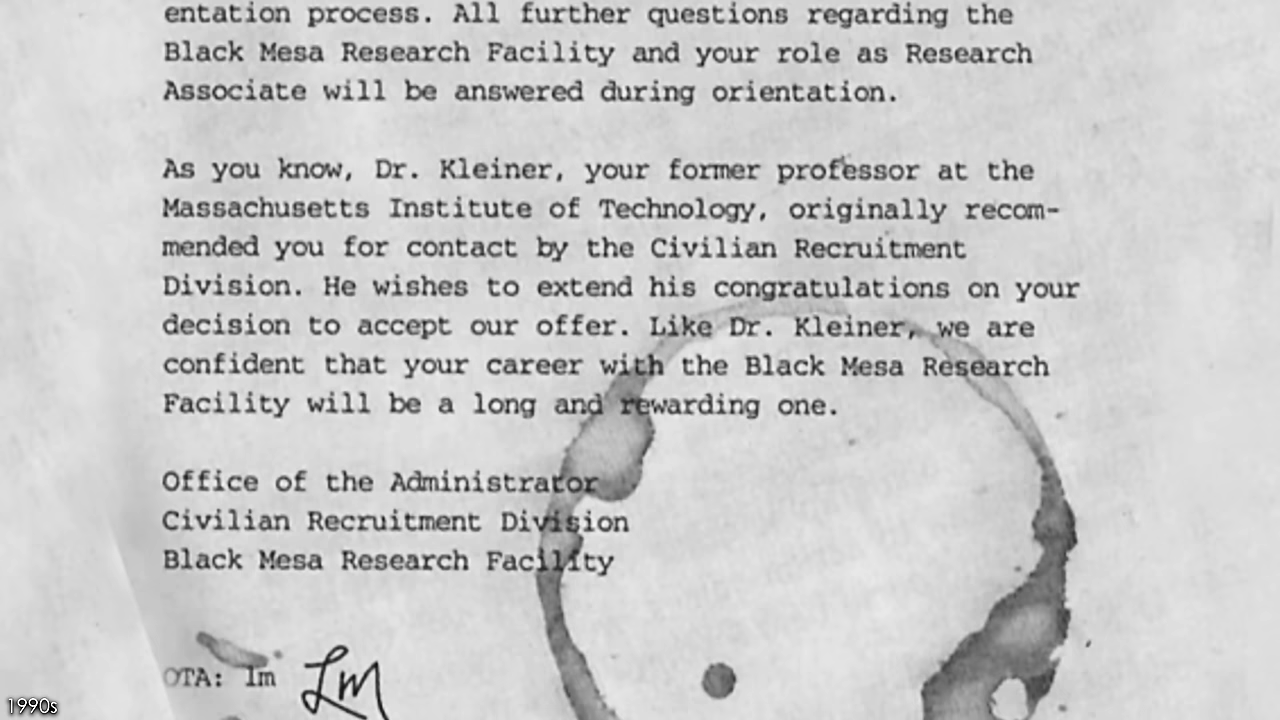 entation process. All further questions regarding the
Black Mesa Research Facility and your role as Research
Associate will be answered during orientation.
As you know, Dr. Kleiner, your former professor at the
Massachusetts Institute of Technology, originally recom-
mended you for contact by the Civilian Recruitment
Division. He wishes to extend his congratulations on your
decision to accept our offer. Like Dr. Kleiner, we are
confident that your career with the Black Mesa Research
Facility will be a long and rewarding one.
Office of the Administrator
Civilian Recruitment Division
Black Mesa Research Facility
OTA: lm Lm
1990s